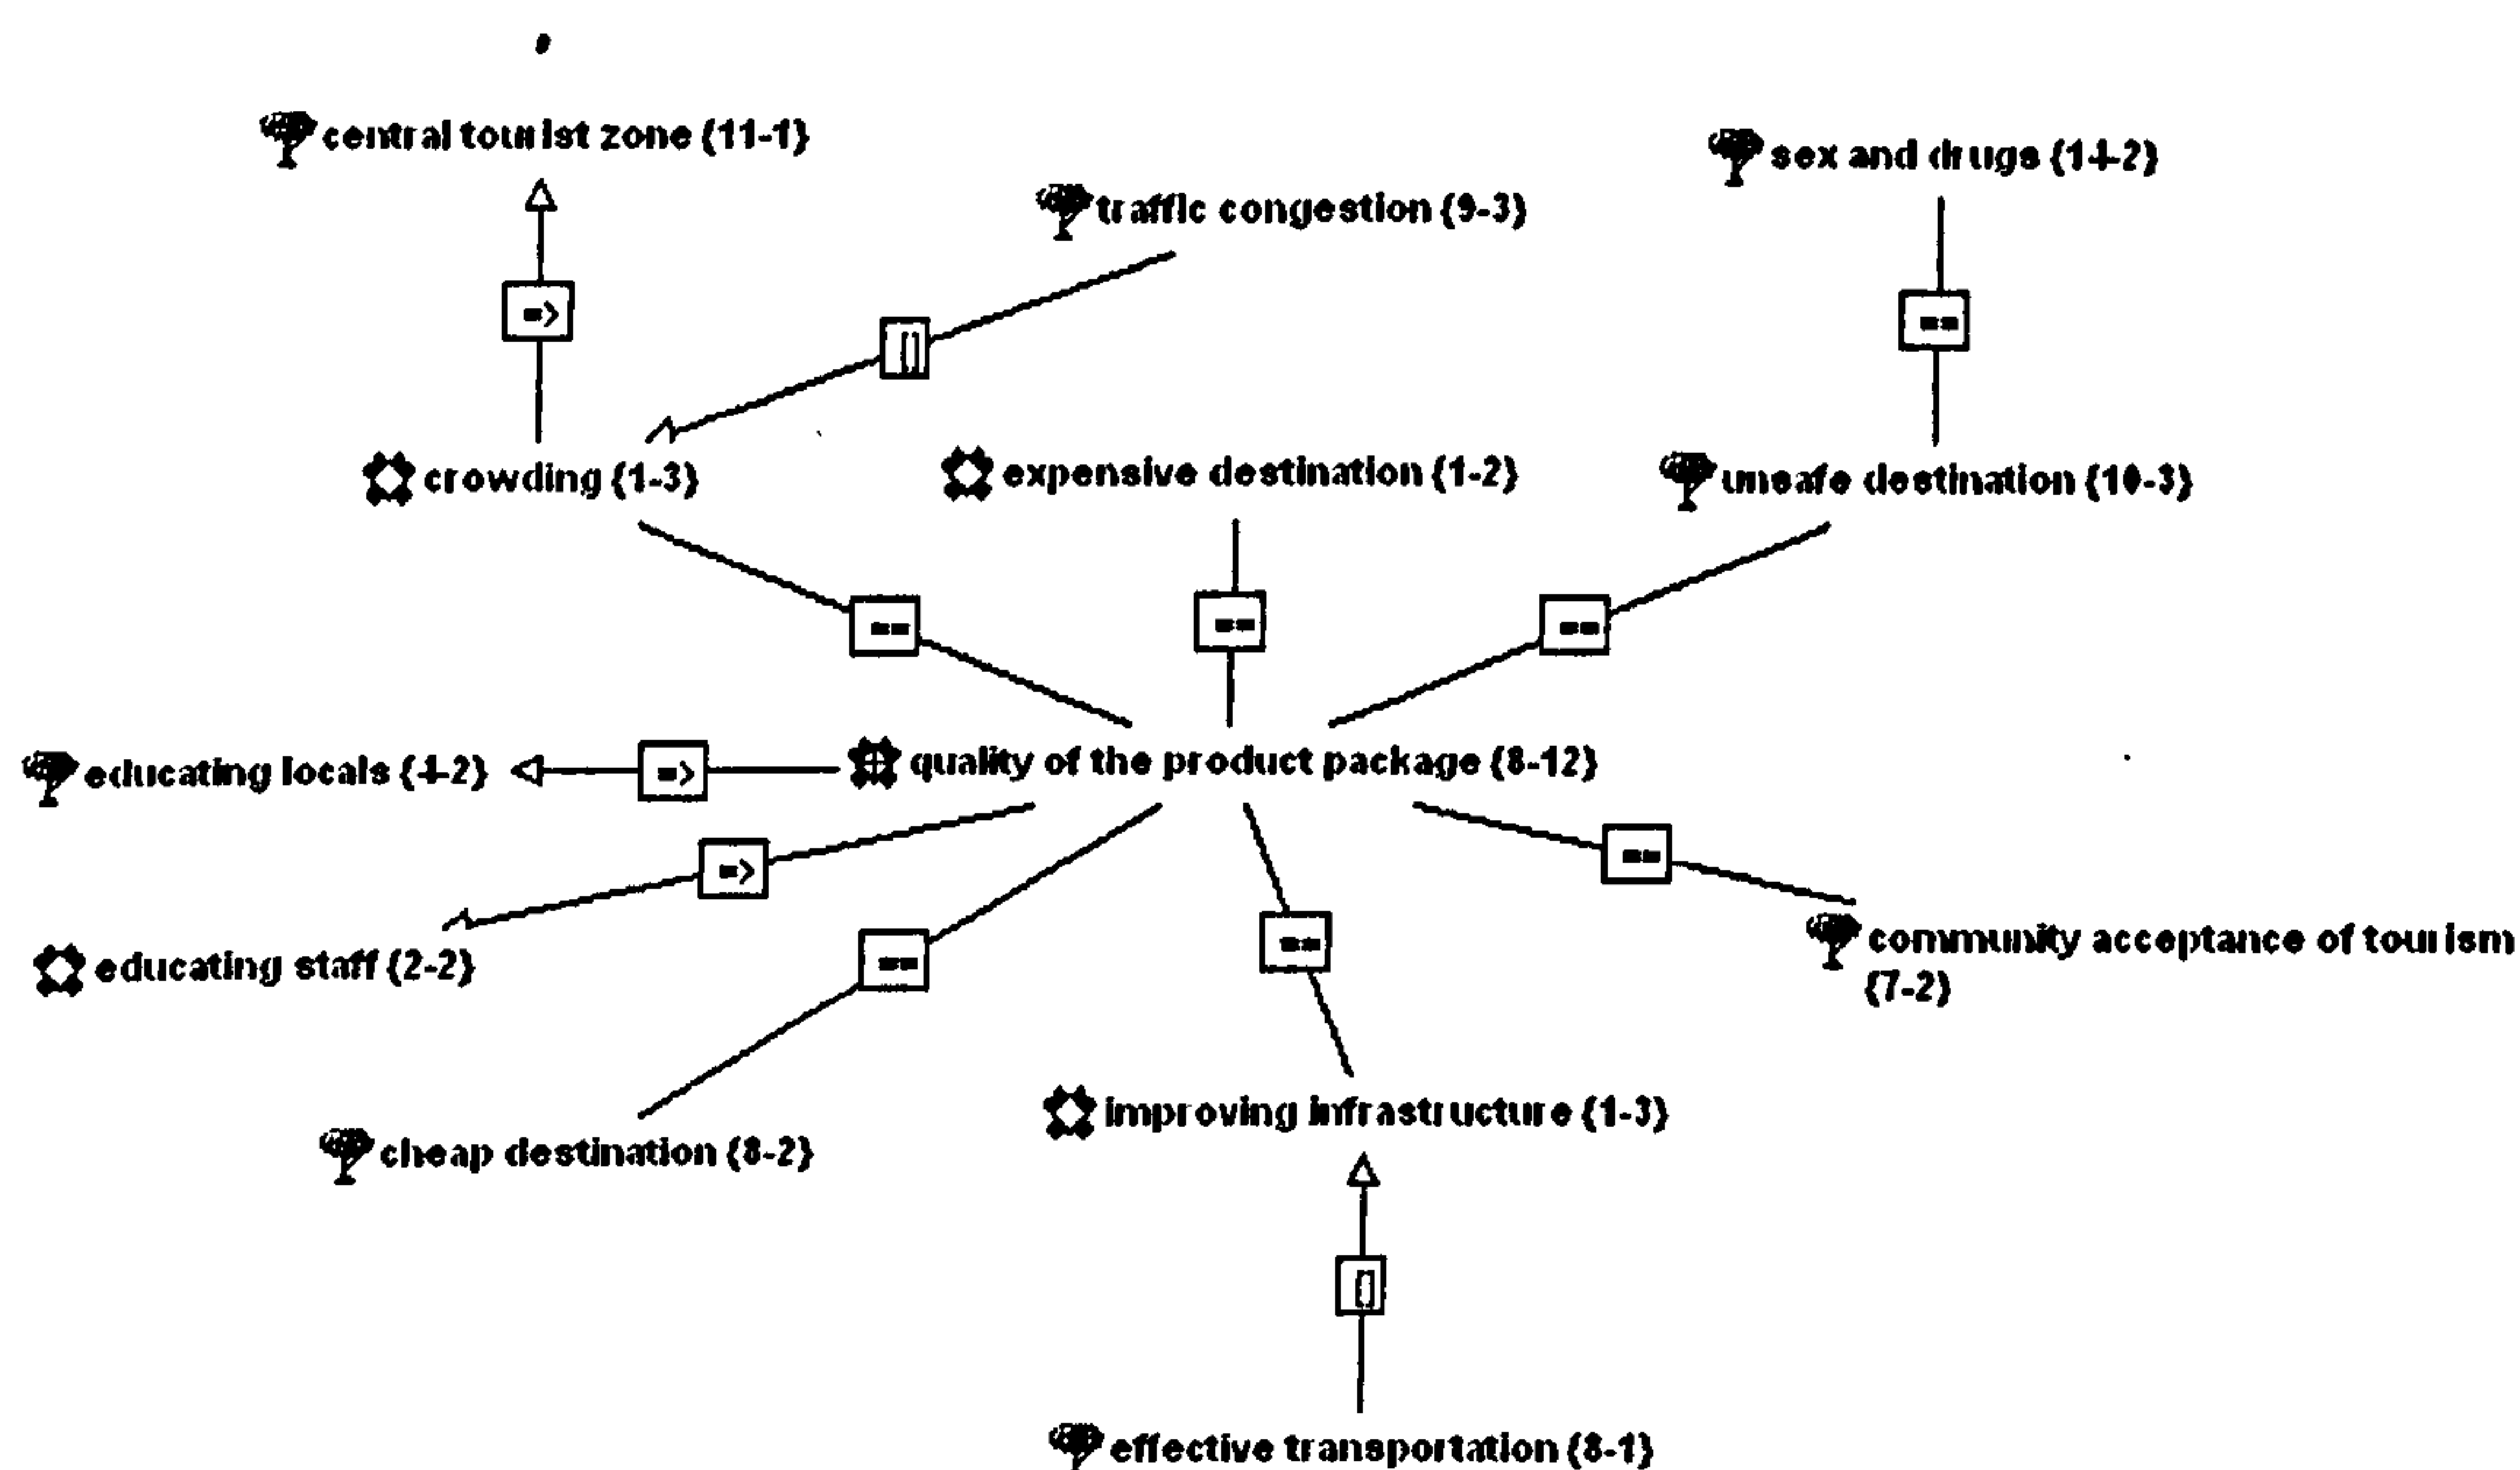 central tourist zone {11-1}
sex and drugs {14-2}
traffic congestion {9-3}
=>
[]
==
crowding {1-3}
expensive destination {1-2}
unsafe destination {10-3}
==
==
==
educating locals {4-2}
=>
quality of the product package {8-12}
=>
==
educating staff {2-2}
==
==
community acceptance of tourism
{7-2}
improving infrastructure {1-3}
cheap destination {8-2}
[]
effective transportation {8-1}